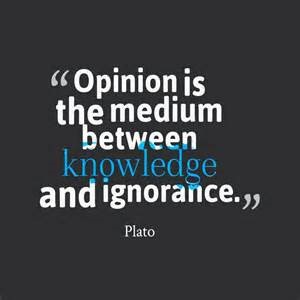 “Opinion is
the medium
between
knowledge
and ignorance.”
Plato